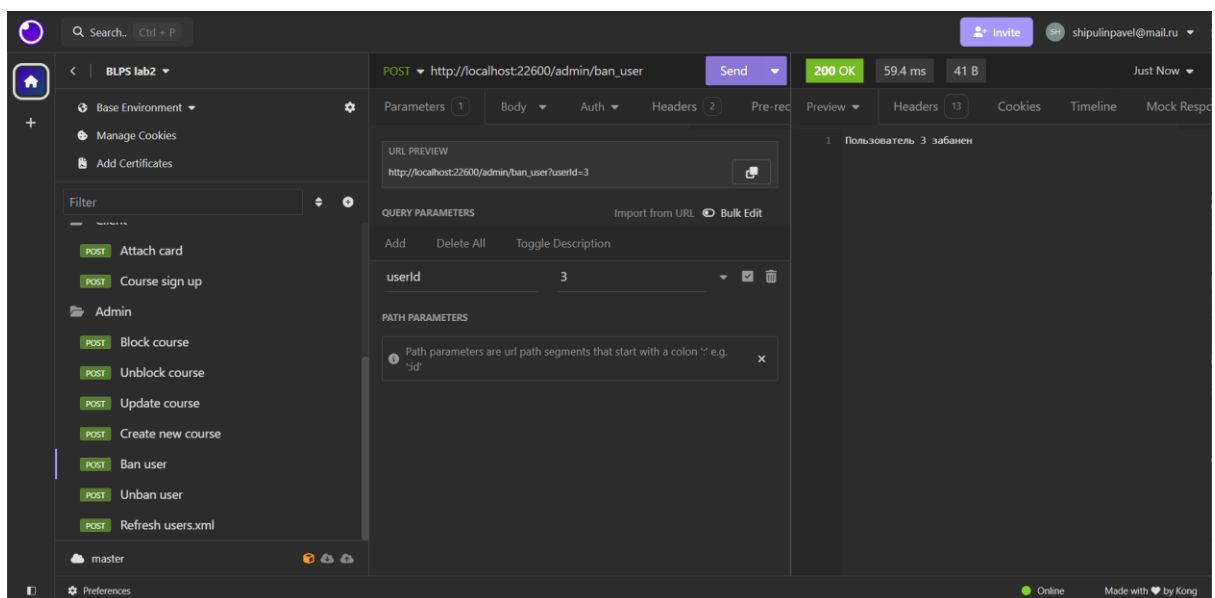 Search.. Ctrl + P
Invite
SH shipulinpavel@mail.ru
BLPS lab2
Base Environment
Manage Cookies
Add Certificates
Filter
Client
POST Attach card
POST Course sign up
Admin
POST Block course
POST Unblock course
POST Update course
POST Create new course
POST Ban user
POST Unban user
POST Refresh users.xml
master
POST http://localhost:22600/admin/ban_user Send
Parameters 1 Body Auth Headers 2 Pre-req
URL PREVIEW
http://localhost:22600/admin/ban_user?userId=3
QUERY PARAMETERS Import from URL Bulk Edit
Add Delete All Toggle Description
userId 3
PATH PARAMETERS
Path parameters are url path segments that start with a colon ':' e.g.
':id'
200 OK 59.4 ms 41 B Just Now
Preview Headers 13 Cookies Timeline Mock Respo
1 Пользователь 3 забанен
Preferences
Online Made with ♥ by Kong